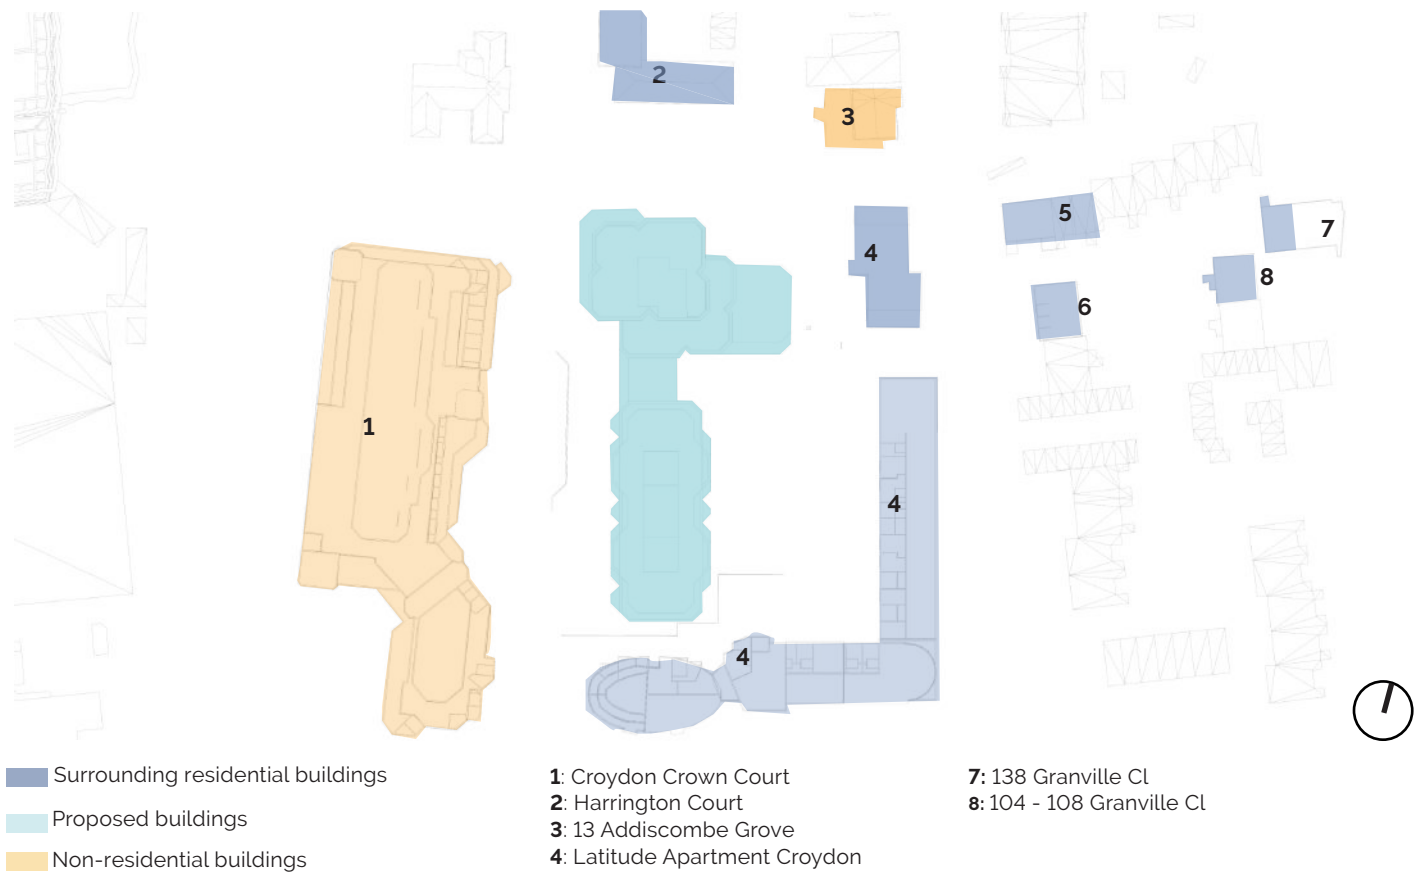 2
3
5
7
4
8
6
1
4
4
Surrounding residential buildings
Proposed buildings
Non-residential buildings
1: Croydon Crown Court
2: Harrington Court
3: 13 Addiscombe Grove
4: Latitude Apartment Croydon
7: 138 Granville Cl
8: 104 - 108 Granville Cl